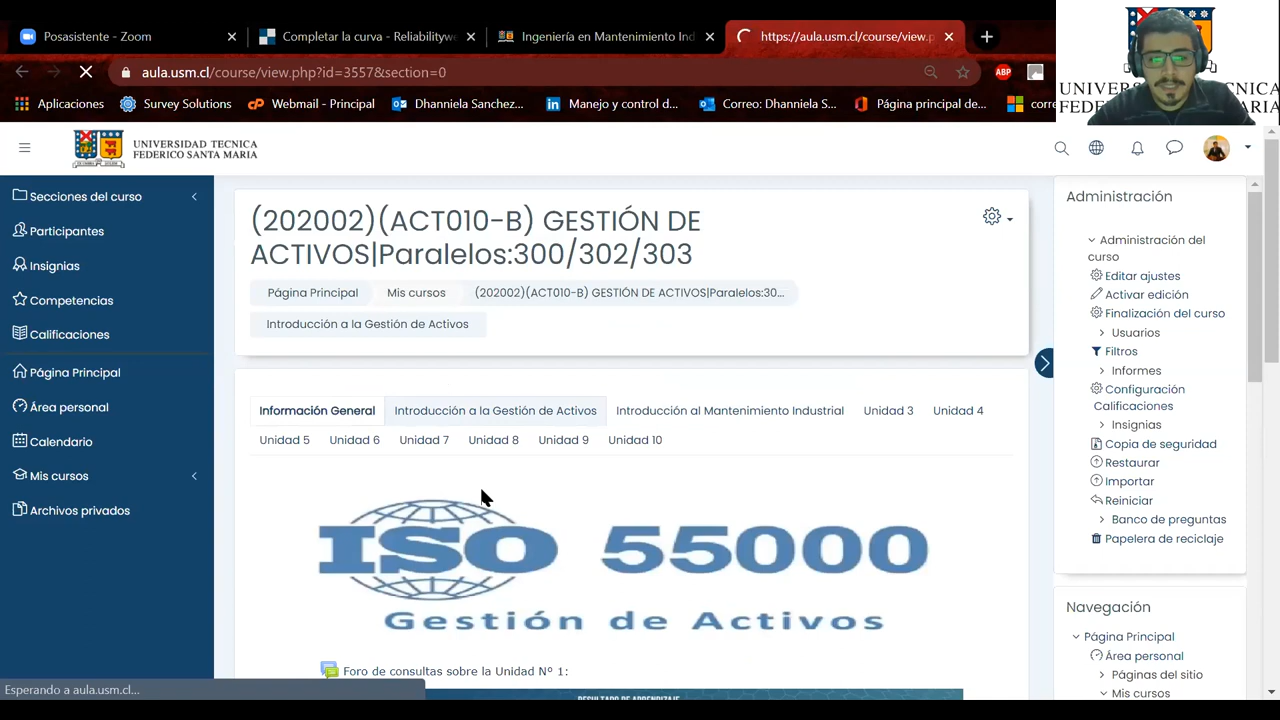 Posasistente - Zoom
Completar la curva - Reliabilitywe
Ingeniería en Mantenimiento Ind
https://aula.usm.cl/course/view.p
aula.usm.cl/course/view.php?id=3557&section=0
ABP
Aplicaciones
Survey Solutions
Webmail - Principal
Dhanniela Sanchez...
Manejo y control d...
Correo: Dhanniela S...
Página principal de...
corre
UNIVERSIDAD TECNICA
FEDERICO SANTA MARIA
Secciones del curso
Participantes
Insignias
Competencias
Calificaciones
Página Principal
Área personal
Calendario
Mis cursos
Archivos privados
(202002)(ACT010-B) GESTIÓN DE
ACTIVOS|Paralelos:300/302/303
Página Principal
Mis cursos
(202002)(ACT010-B) GESTIÓN DE ACTIVOS|Paralelos:30...
Introducción a la Gestión de Activos
Información General
Introducción a la Gestión de Activos
Introducción al Mantenimiento Industrial
Unidad 3
Unidad 4
Unidad 5
Unidad 6
Unidad 7
Unidad 8
Unidad 9
Unidad 10
ISO 55000
Gestión de Activos
Foro de consultas sobre la Unidad Nº 1:
RESULTADO DE APRENDIZAJE
Administración
Administración del
curso
Editar ajustes
Activar edición
Finalización del curso
Usuarios
Filtros
Informes
Configuración
Calificaciones
Insignias
Copia de seguridad
Restaurar
Importar
Reiniciar
Banco de preguntas
Papelera de reciclaje
Navegación
Página Principal
Área personal
Páginas del sitio
Mis cursos
Esperando a aula.usm.cl...